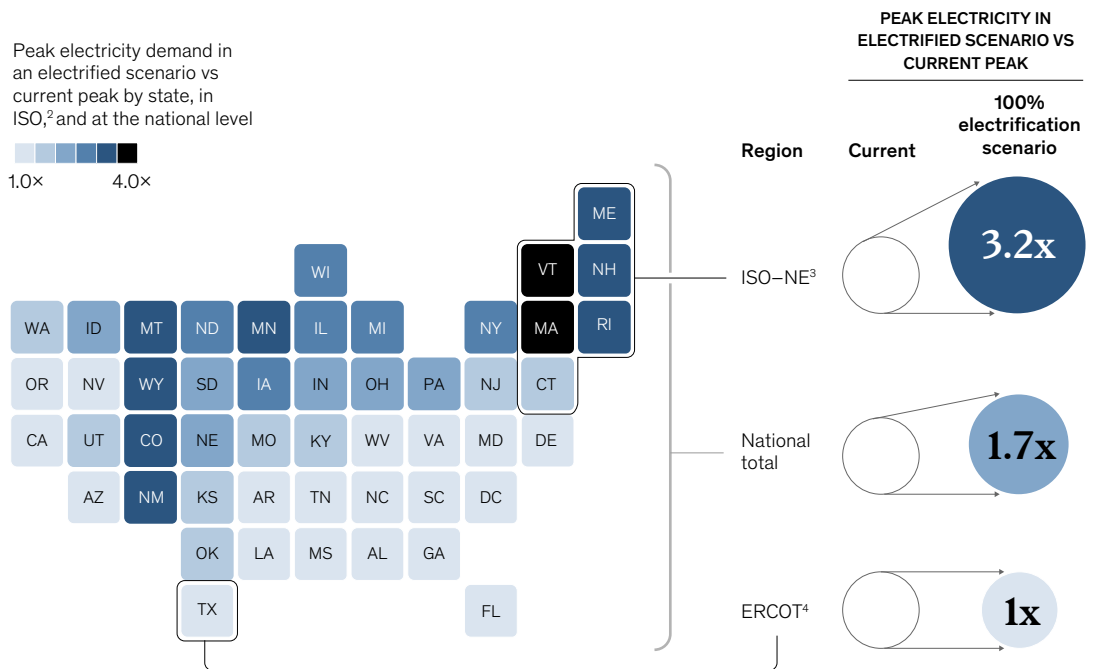 Peak electricity demand in
an electrified scenario vs
current peak by state, in
ISO,² and at the national level
1.0× 4.0×
PEAK ELECTRICITY IN
ELECTRIFIED SCENARIO VS
CURRENT PEAK
Region Current 100%
electrification
scenario
ME
WI VT NH
WA ID MT ND MN IL MI NY MA RI
OR NV WY SD IA IN OH PA NJ CT
CA UT CO NE MO KY WV VA MD DE
AZ NM KS AR TN NC SC DC
OK LA MS AL GA
TX FL
ISO–NE³ 3.2x
National
total
1.7x
ERCOT⁴ 1x